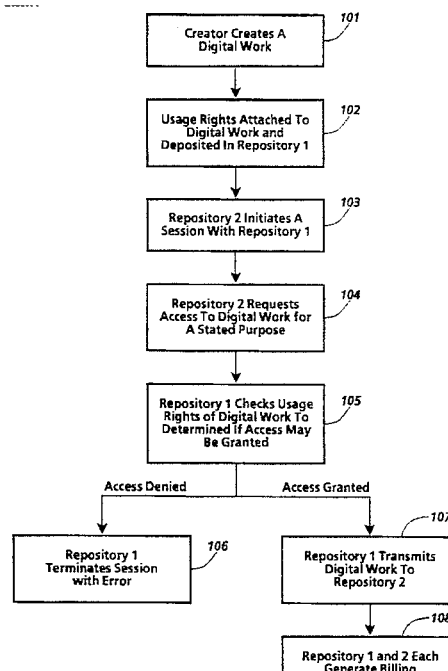 101
Creator Creates A
Digital Work
102
Usage Rights Attached To
Digital Work and
Deposited In Repository 1
103
Repository 2 Initiates A
Session With Repository 1
104
Repository 2 Requests
Access To Digital Work for
A Stated Purpose
105
Repository 1 Checks Usage
Rights of Digital Work To
Determined If Access May
Be Granted
Access Denied
Access Granted
106
Repository 1
Terminates Session
with Error
107
Repository 1 Transmits
Digital Work To
Repository 2
108
Repository 1 and 2 Each
Generate Billing